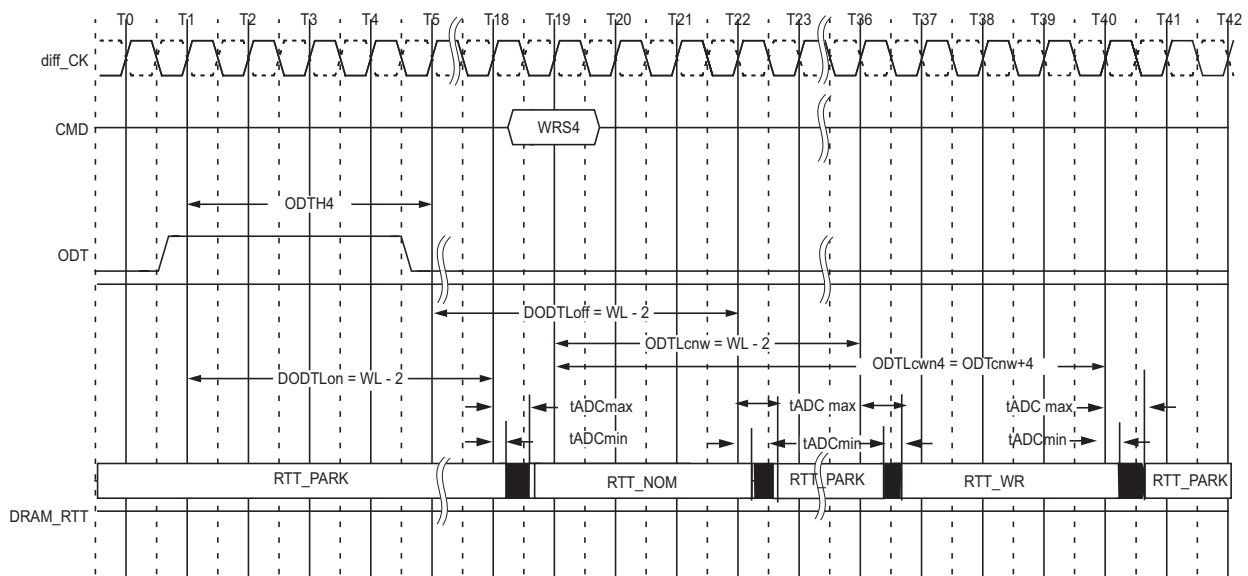 T0 T1 T2 T3 T4 T5 T18 T19 T20 T21 T22 T23 T36 T37 T38 T39 T40 T41 T42
diff_CK
CMD
WRS4
ODTH4
ODT
DODTLoff = WL - 2
ODTLcnw = WL - 2
ODTLcwn4 = ODTcnw+4
DODTLon = WL - 2
tADCmax
tADC max
tADC max
tADCmin
tADCmin
tADCmin
RTT_PARK
RTT_NOM
RTT_PARK
RTT_WR
RTT_PARK
DRAM_RTT